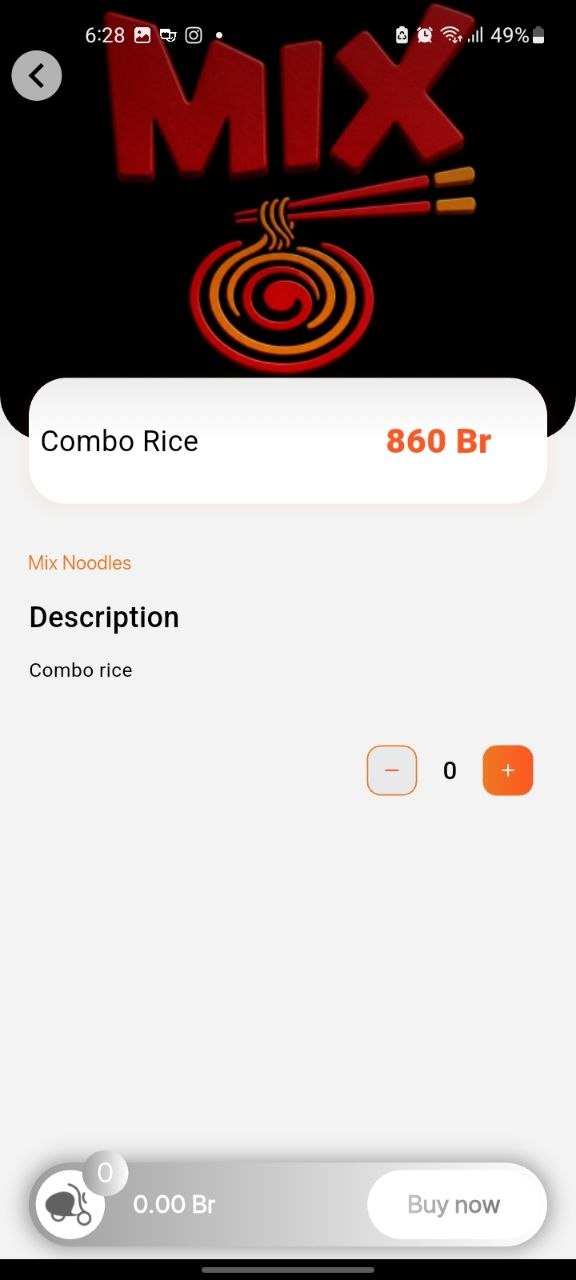 6:28 49%
MIX
Combo Rice 860 Br
Mix Noodles
Description
Combo rice
− 0 +
0
0.00 Br Buy now